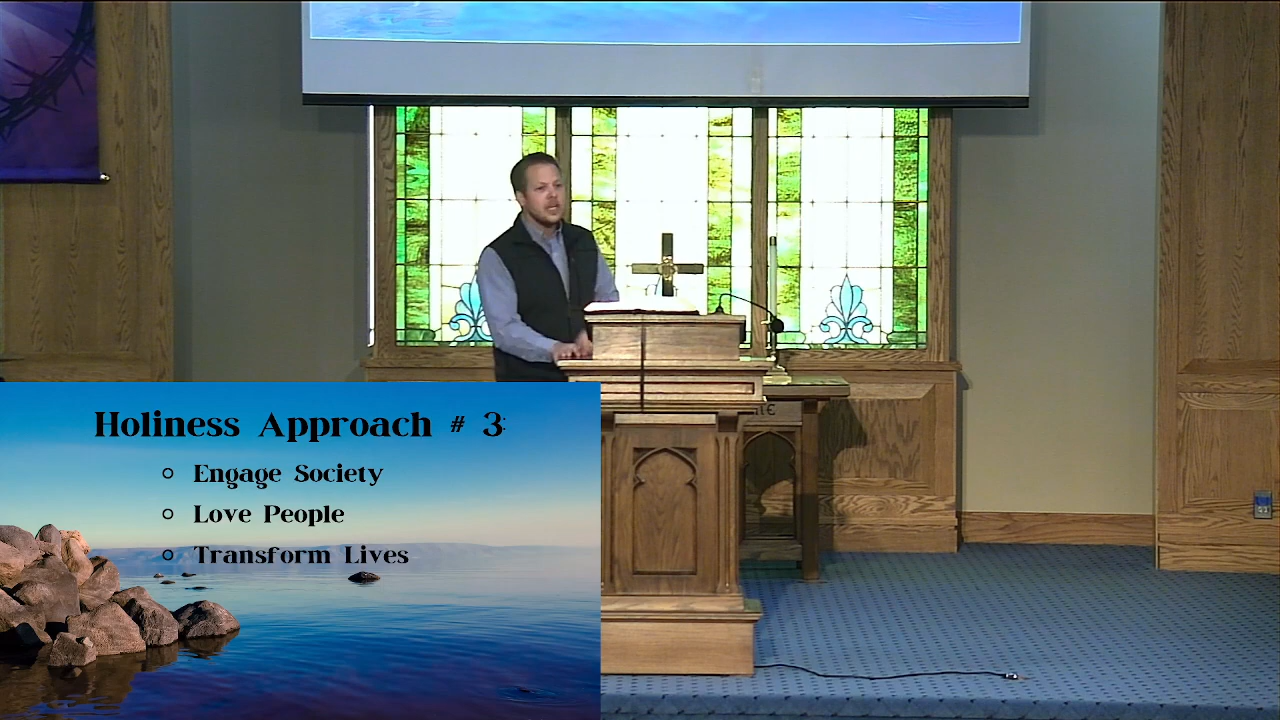 Holiness Approach # 3:
Engage Society
Love People
Transform Lives